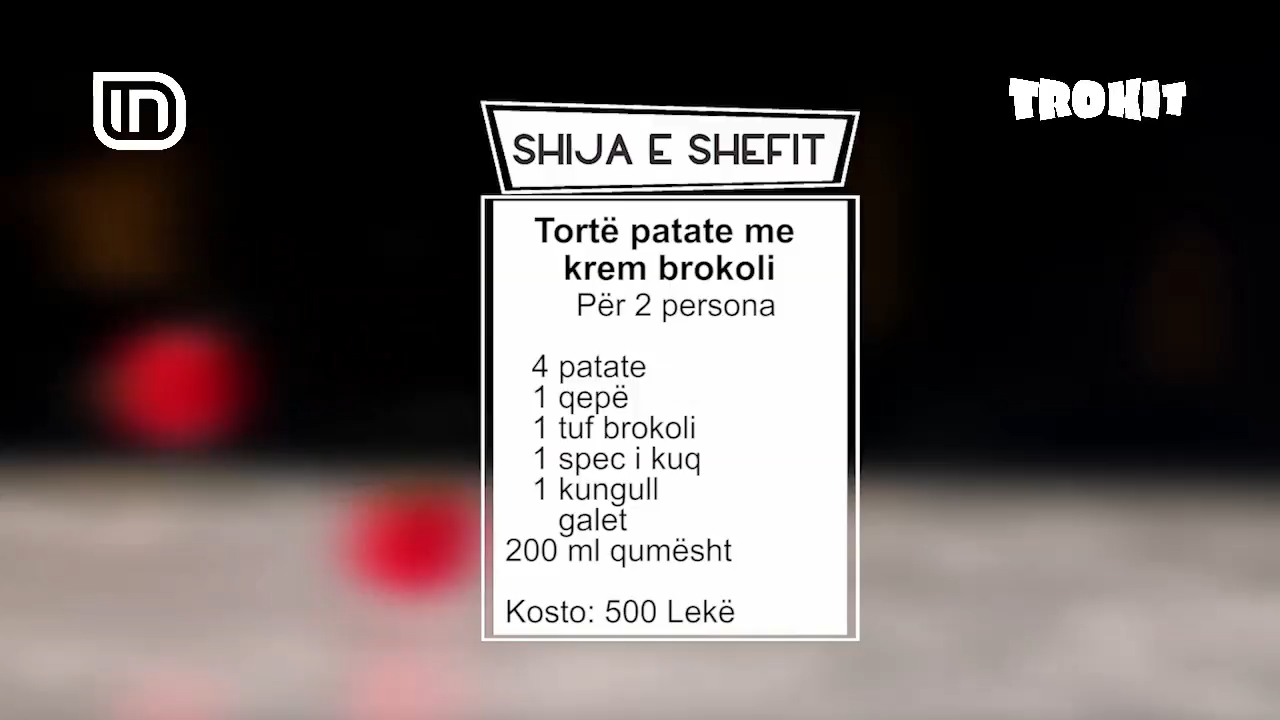 IN
TROKIT
SHIJA E SHEFIT
Tortë patate me
krem brokoli
Për 2 persona
4 patate
1 qepë
1 tuf brokoli
1 spec i kuq
1 kungull
galet
200 ml qumësht
Kosto: 500 Lekë